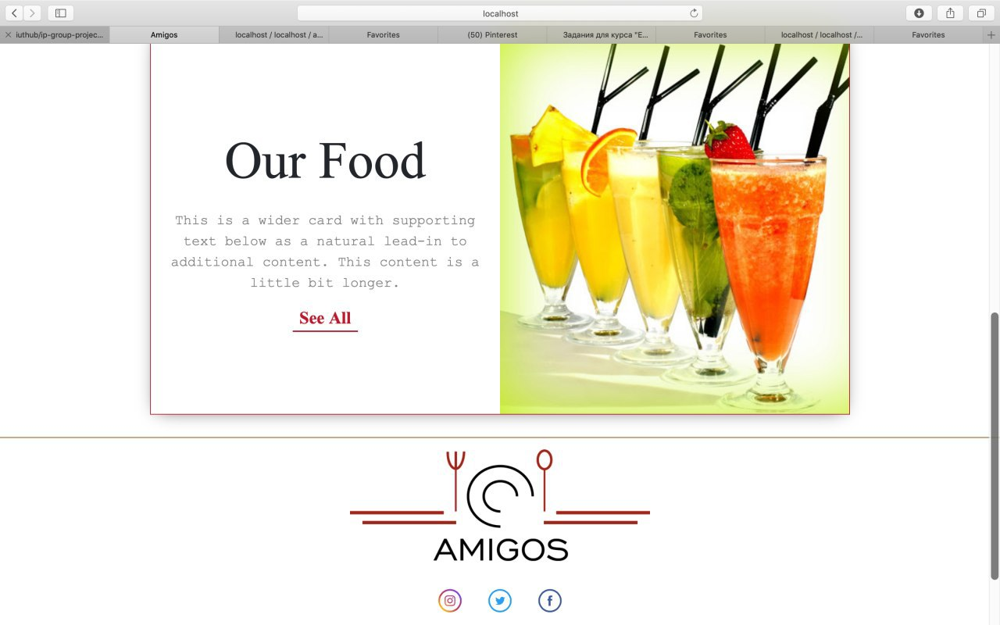 localhost
iuthub/ip-group-projec...
Amigos
localhost / localhost / a...
Favorites
(50) Pinterest
Задания для курса "E...
Favorites
localhost / localhost /...
Favorites
Our Food
This is a wider card with supporting
text below as a natural lead-in to
additional content. This content is a
little bit longer.
See All
AMIGOS